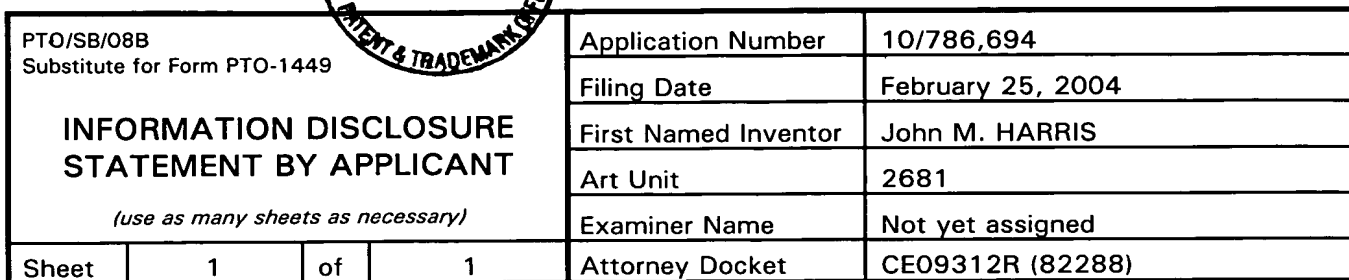 PATENT & TRADEMARK
PTO/SB/08B
Substitute for Form PTO-1449
INFORMATION DISCLOSURE
STATEMENT BY APPLICANT
(use as many sheets as necessary)
Sheet 1 of 1
Application Number 10/786,694
Filing Date February 25, 2004
First Named Inventor John M. HARRIS
Art Unit 2681
Examiner Name Not yet assigned
Attorney Docket CE09312R (82288)